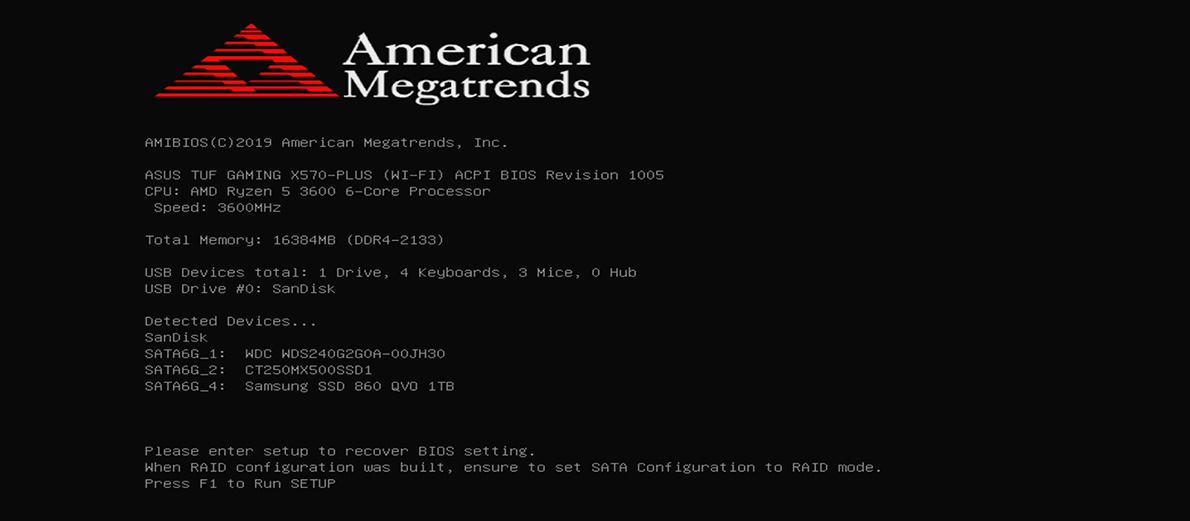 American
Megatrends
AMIBIOS(C)2019 American Megatrends, Inc.
ASUS TUF GAMING X570-PLUS (WI-FI) ACPI BIOS Revision 1005
CPU: AMD Ryzen 5 3600 6-Core Processor
Speed: 3600MHz
Total Memory: 16384MB (DDR4-2133)
USB Devices total: 1 Drive, 4 Keyboards, 3 Mice, 0 Hub
USB Drive #0: SanDisk
Detected Devices...
SanDisk
SATA6G_1: WDC WDS240G2G0A-00JH30
SATA6G_2: CT250MX500SSD1
SATA6G_4: Samsung SSD 860 QVO 1TB
Please enter setup to recover BIOS setting.
When RAID configuration was built, ensure to set SATA Configuration to RAID mode.
Press F1 to Run SETUP